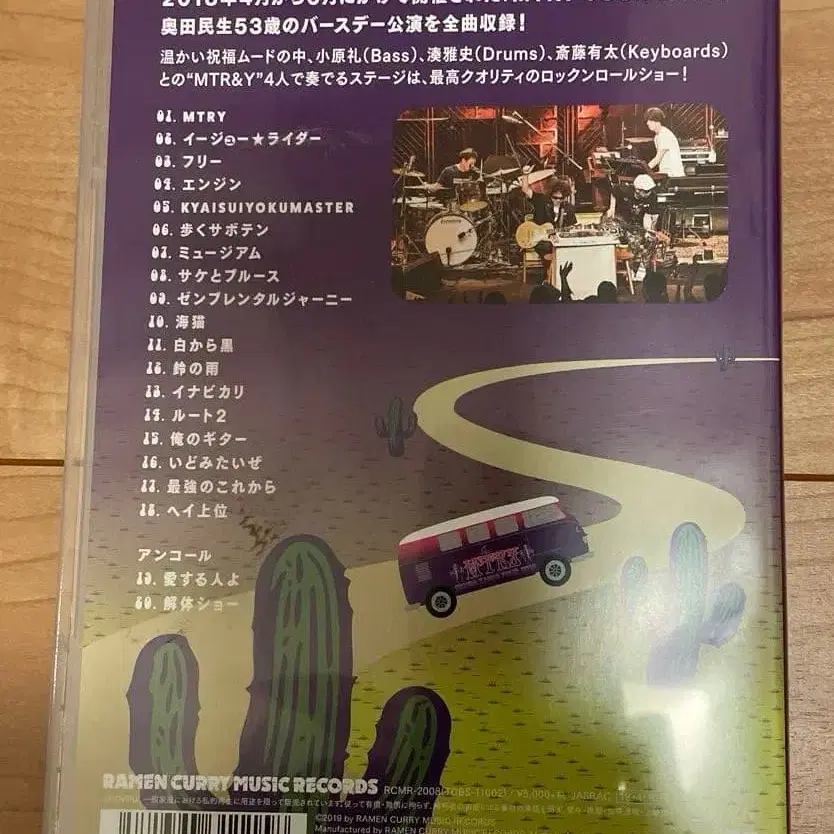 奥田民生53歳のバースデー公演を全曲収録！
温かい祝福ムードの中、小原礼(Bass)、湊雅史(Drums)、斎藤有太(Keyboards)
との“MTR&Y”4人で奏でるステージは、最高クオリティのロックンロールショー！
01. MTRY
02. イージュー★ライダー
03. フリー
04. エンジン
05. KYAISUIYOKUMASTER
06. 歩くサボテン
07. ミュージアム
08. サケとブルース
09. ゼンブレンタルジャーニー
10. 海猫
11. 白から黒
12. 鈴の雨
13. イナビカリ
14. ルート2
15. 俺のギター
16. いどみたいぜ
17. 最強のこれから
18. ヘイ上位
アンコール
19. 愛する人よ
20. 解体ショー
RAMEN CURRY MUSIC RECORDS RCMR-2008
©2019 by RAMEN CURRY MUSIC RECORDS
Manufactured by RAMEN CURRY MUSIC